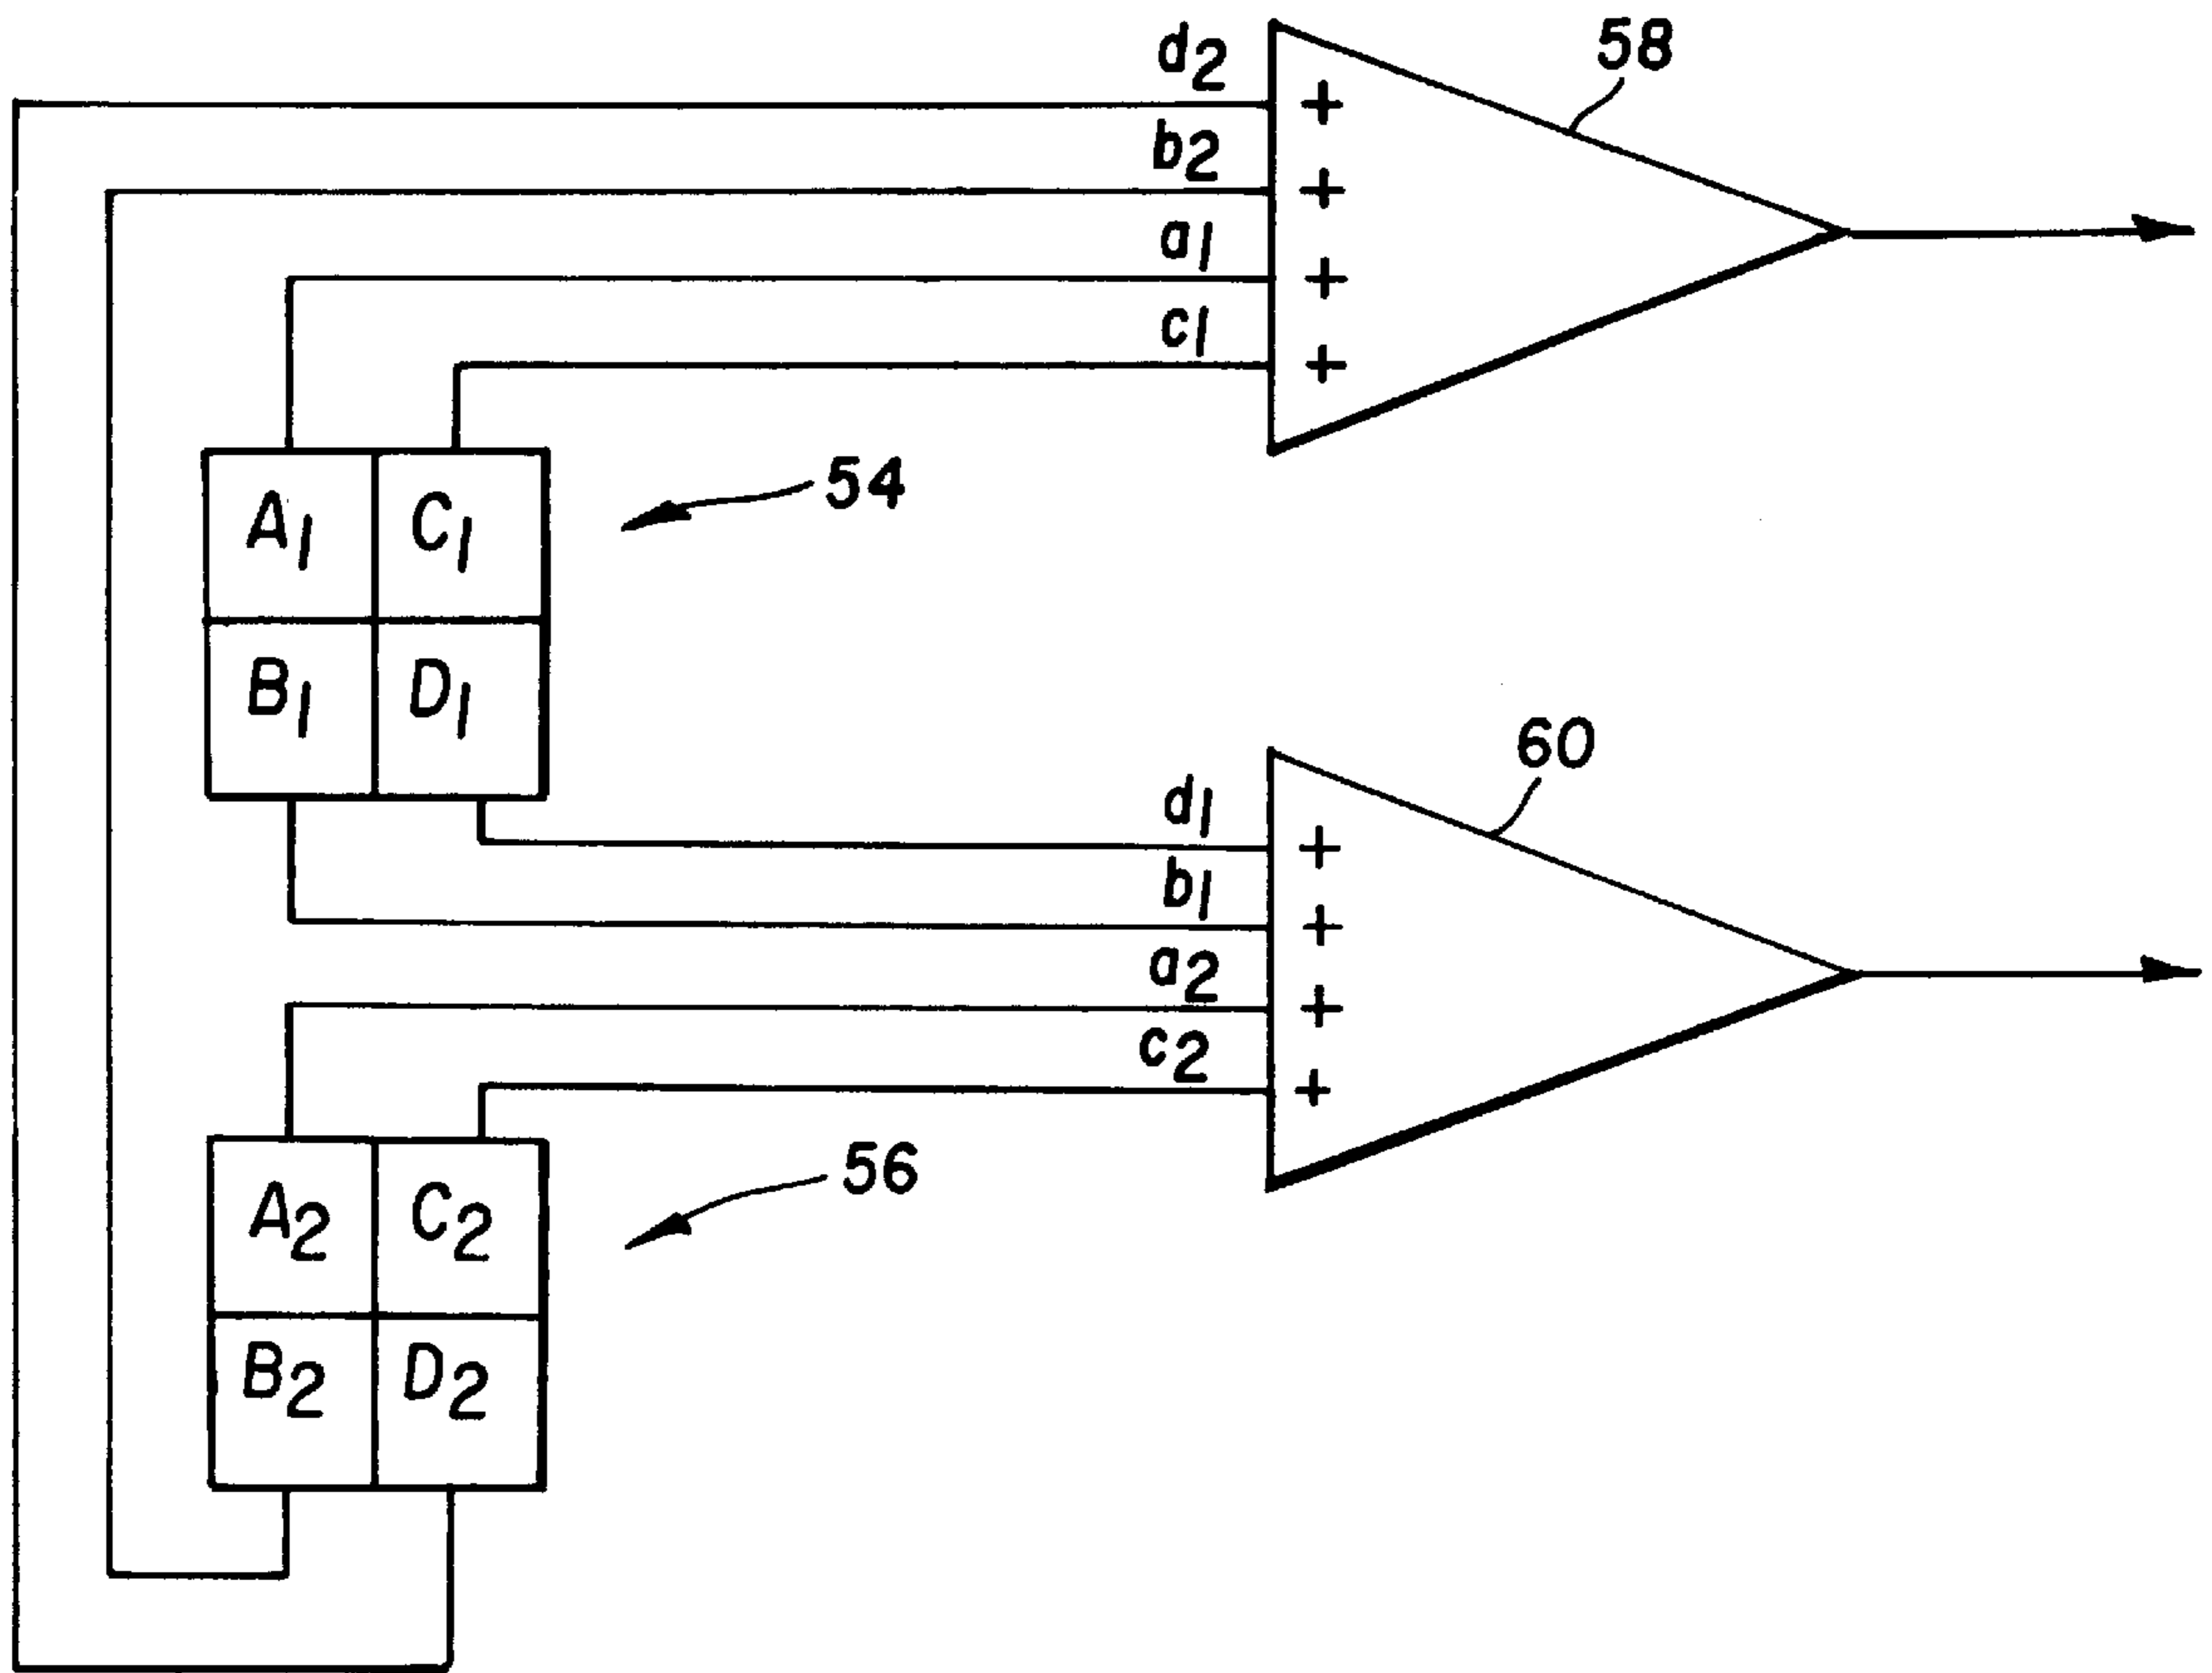 d2
58
+
b2
+
a1
+
c1
+
54
A1 C1
B1 D1
60
d1
+
b1
+
a2
+
c2
+
56
A2 C2
B2 D2